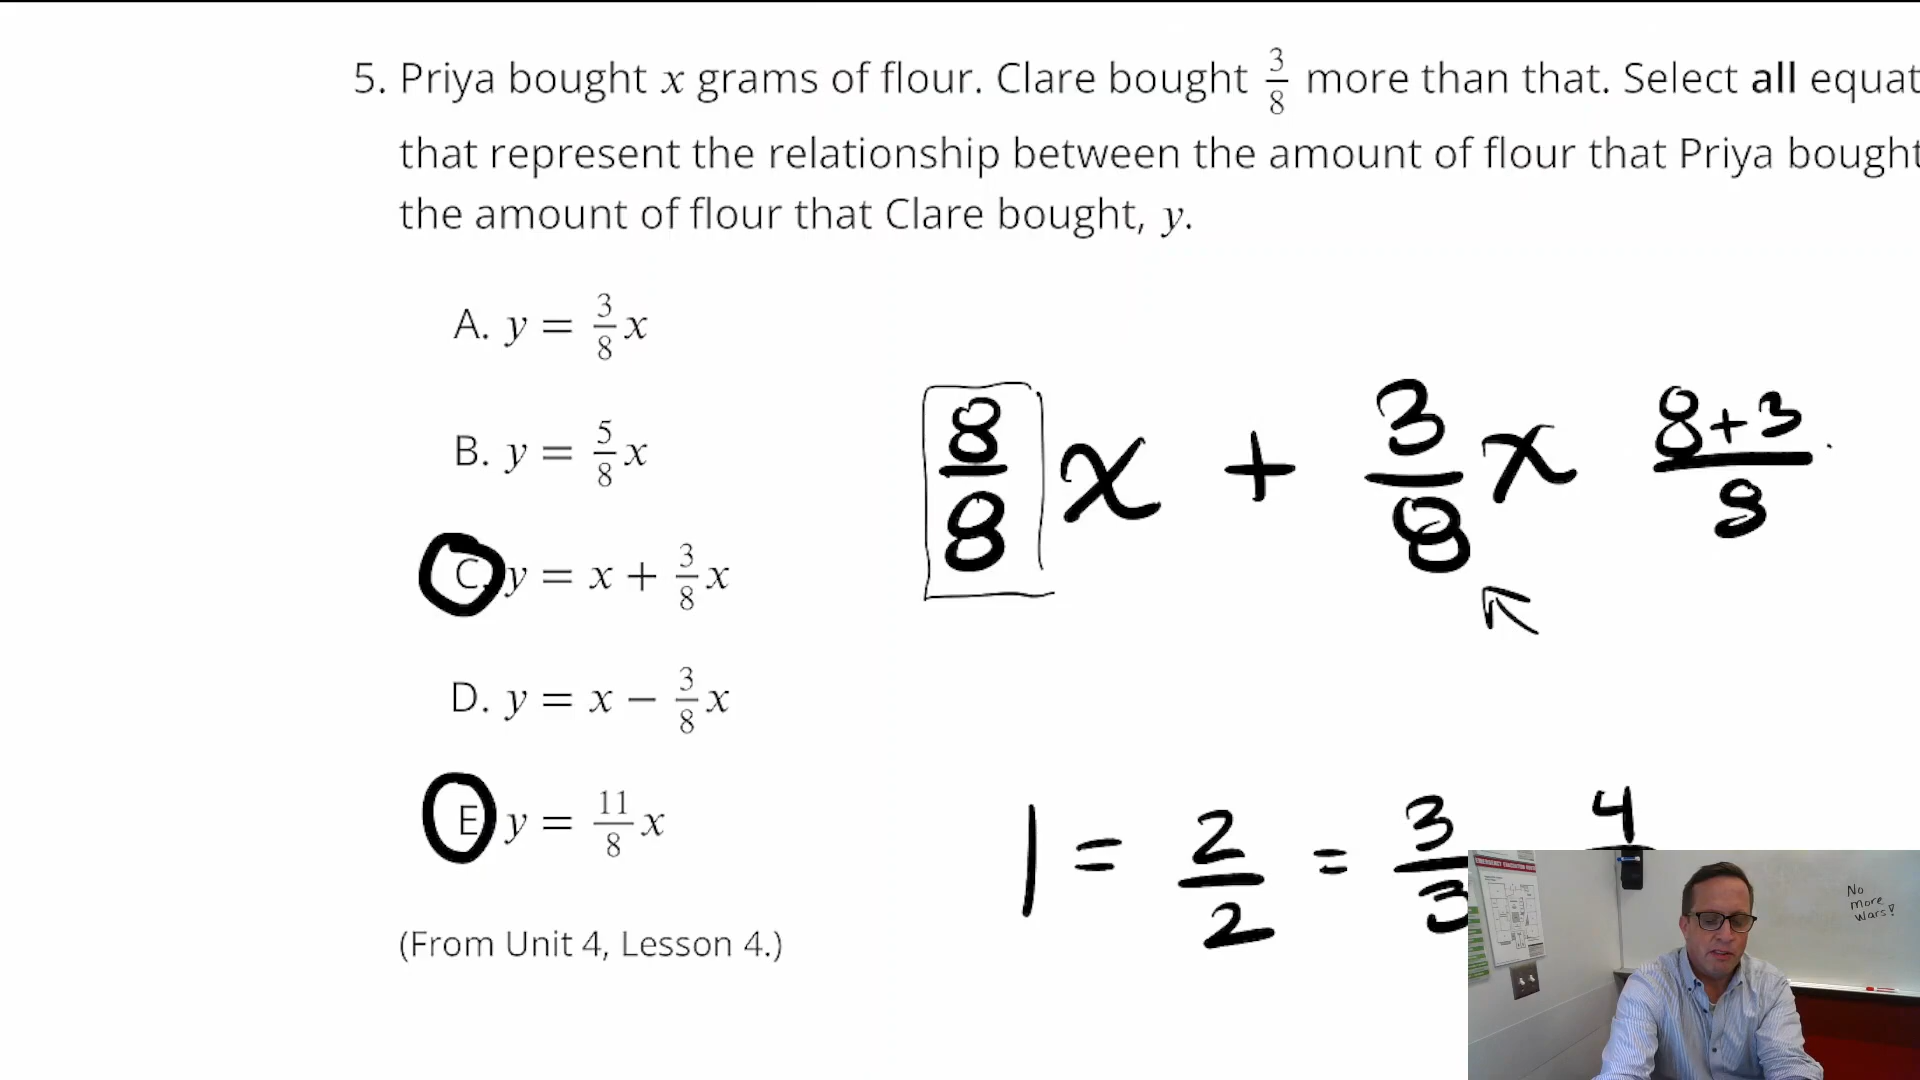 5. Priya bought x grams of flour. Clare bought 3/8 more than that. Select all equat
that represent the relationship between the amount of flour that Priya bought
the amount of flour that Clare bought, y.
A. y = 3/8 x
B. y = 5/8 x
C. y = x + 3/8 x
D. y = x − 3/8 x
E y = 11/8 x
(From Unit 4, Lesson 4.)
8/8 x + 3/8 x 8+3/8
1 = 2/2 = 3/3 4
No
more
wars!